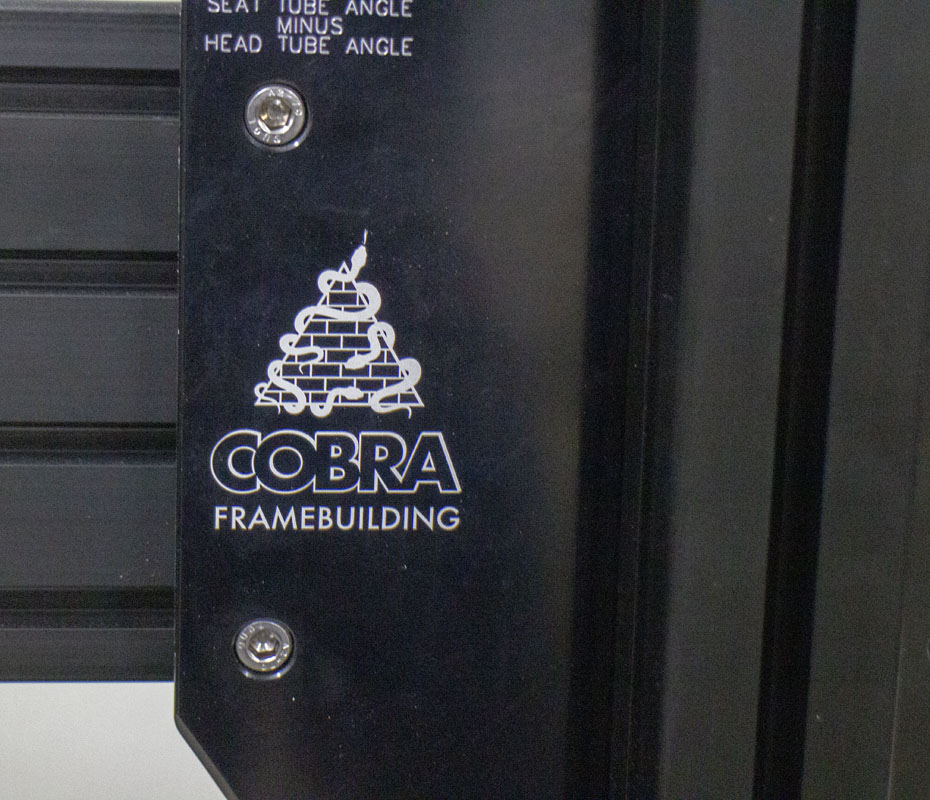 SEAT TUBE ANGLE
MINUS
HEAD TUBE ANGLE
COBRA
FRAMEBUILDING